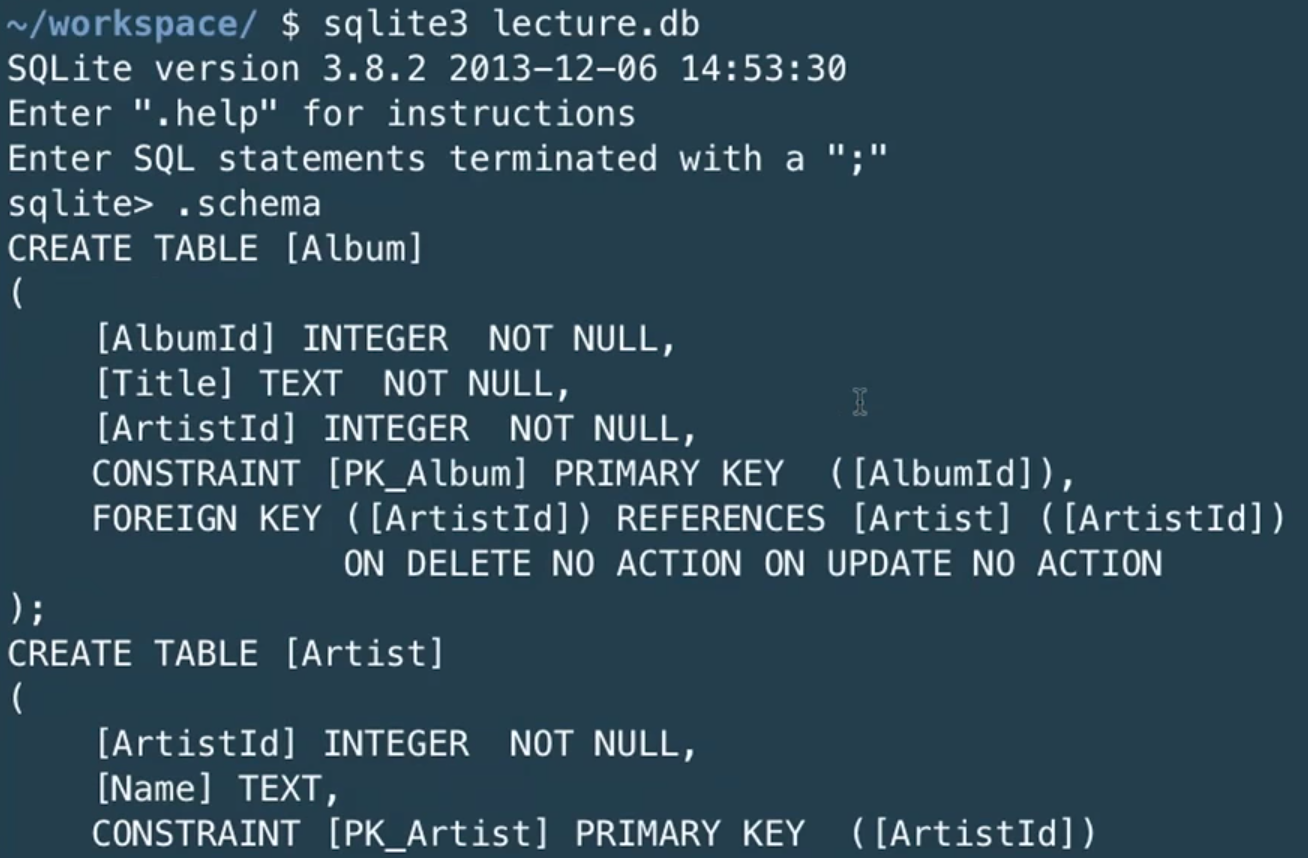 ~/workspace/ $ sqlite3 lecture.db
SQLite version 3.8.2 2013-12-06 14:53:30
Enter ".help" for instructions
Enter SQL statements terminated with a ";"
sqlite> .schema
CREATE TABLE [Album]
(
    [AlbumId] INTEGER  NOT NULL,
    [Title] TEXT  NOT NULL,
    [ArtistId] INTEGER  NOT NULL,
    CONSTRAINT [PK_Album] PRIMARY KEY  ([AlbumId]),
    FOREIGN KEY ([ArtistId]) REFERENCES [Artist] ([ArtistId])
                ON DELETE NO ACTION ON UPDATE NO ACTION
);
CREATE TABLE [Artist]
(
    [ArtistId] INTEGER  NOT NULL,
    [Name] TEXT,
    CONSTRAINT [PK_Artist] PRIMARY KEY  ([ArtistId])